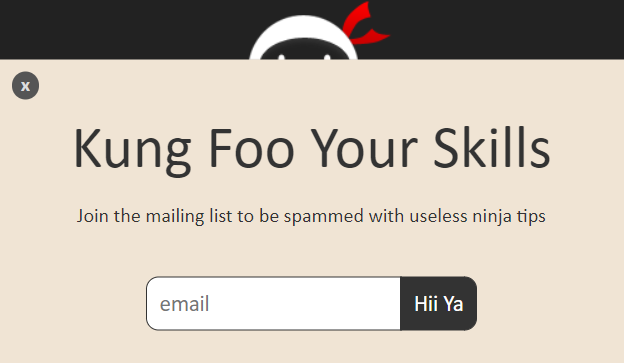 x
Kung Foo Your Skills
Join the mailing list to be spammed with useless ninja tips
email
Hii Ya